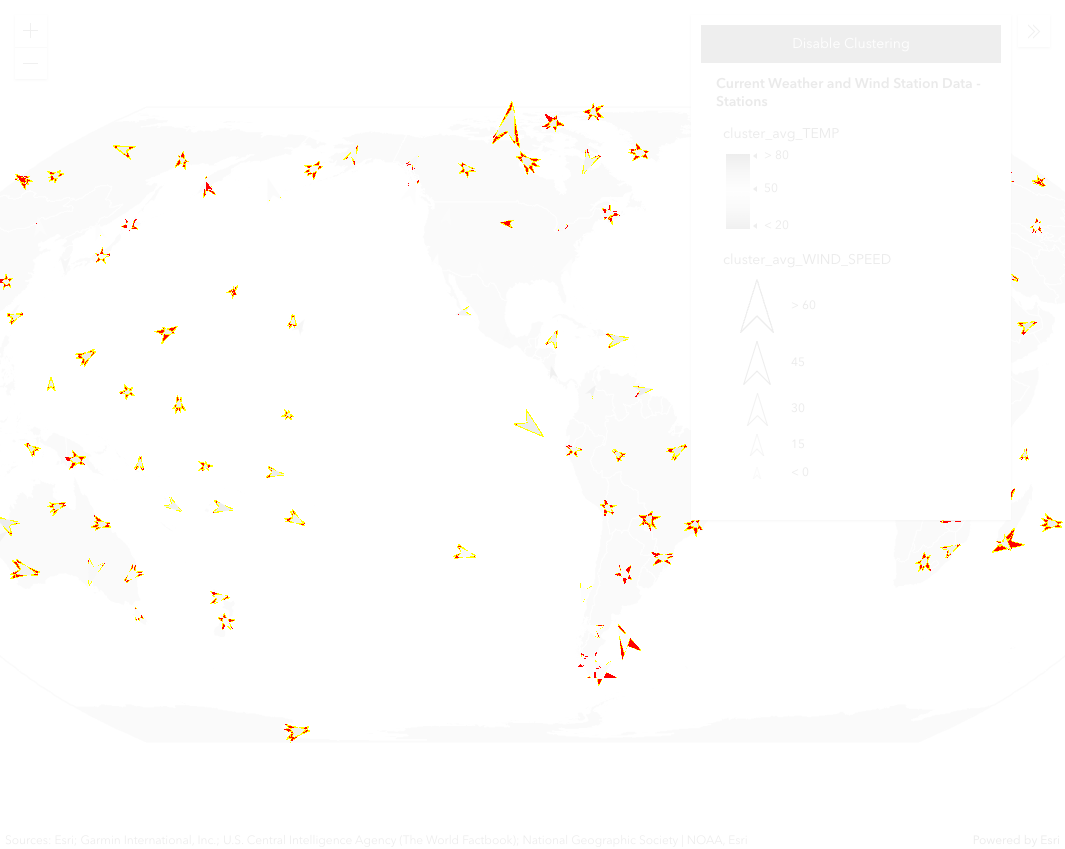 Disable Clustering
Current Weather and Wind Station Data -
Stations
cluster_avg_TEMP
> 80
50
< 20
cluster_avg_WIND_SPEED
> 60
45
30
15
< 0
Sources: Esri; Garmin International, Inc.; U.S. Central Intelligence Agency (The World Factbook); National Geographic Society | NOAA, Esri
Powered by Esri